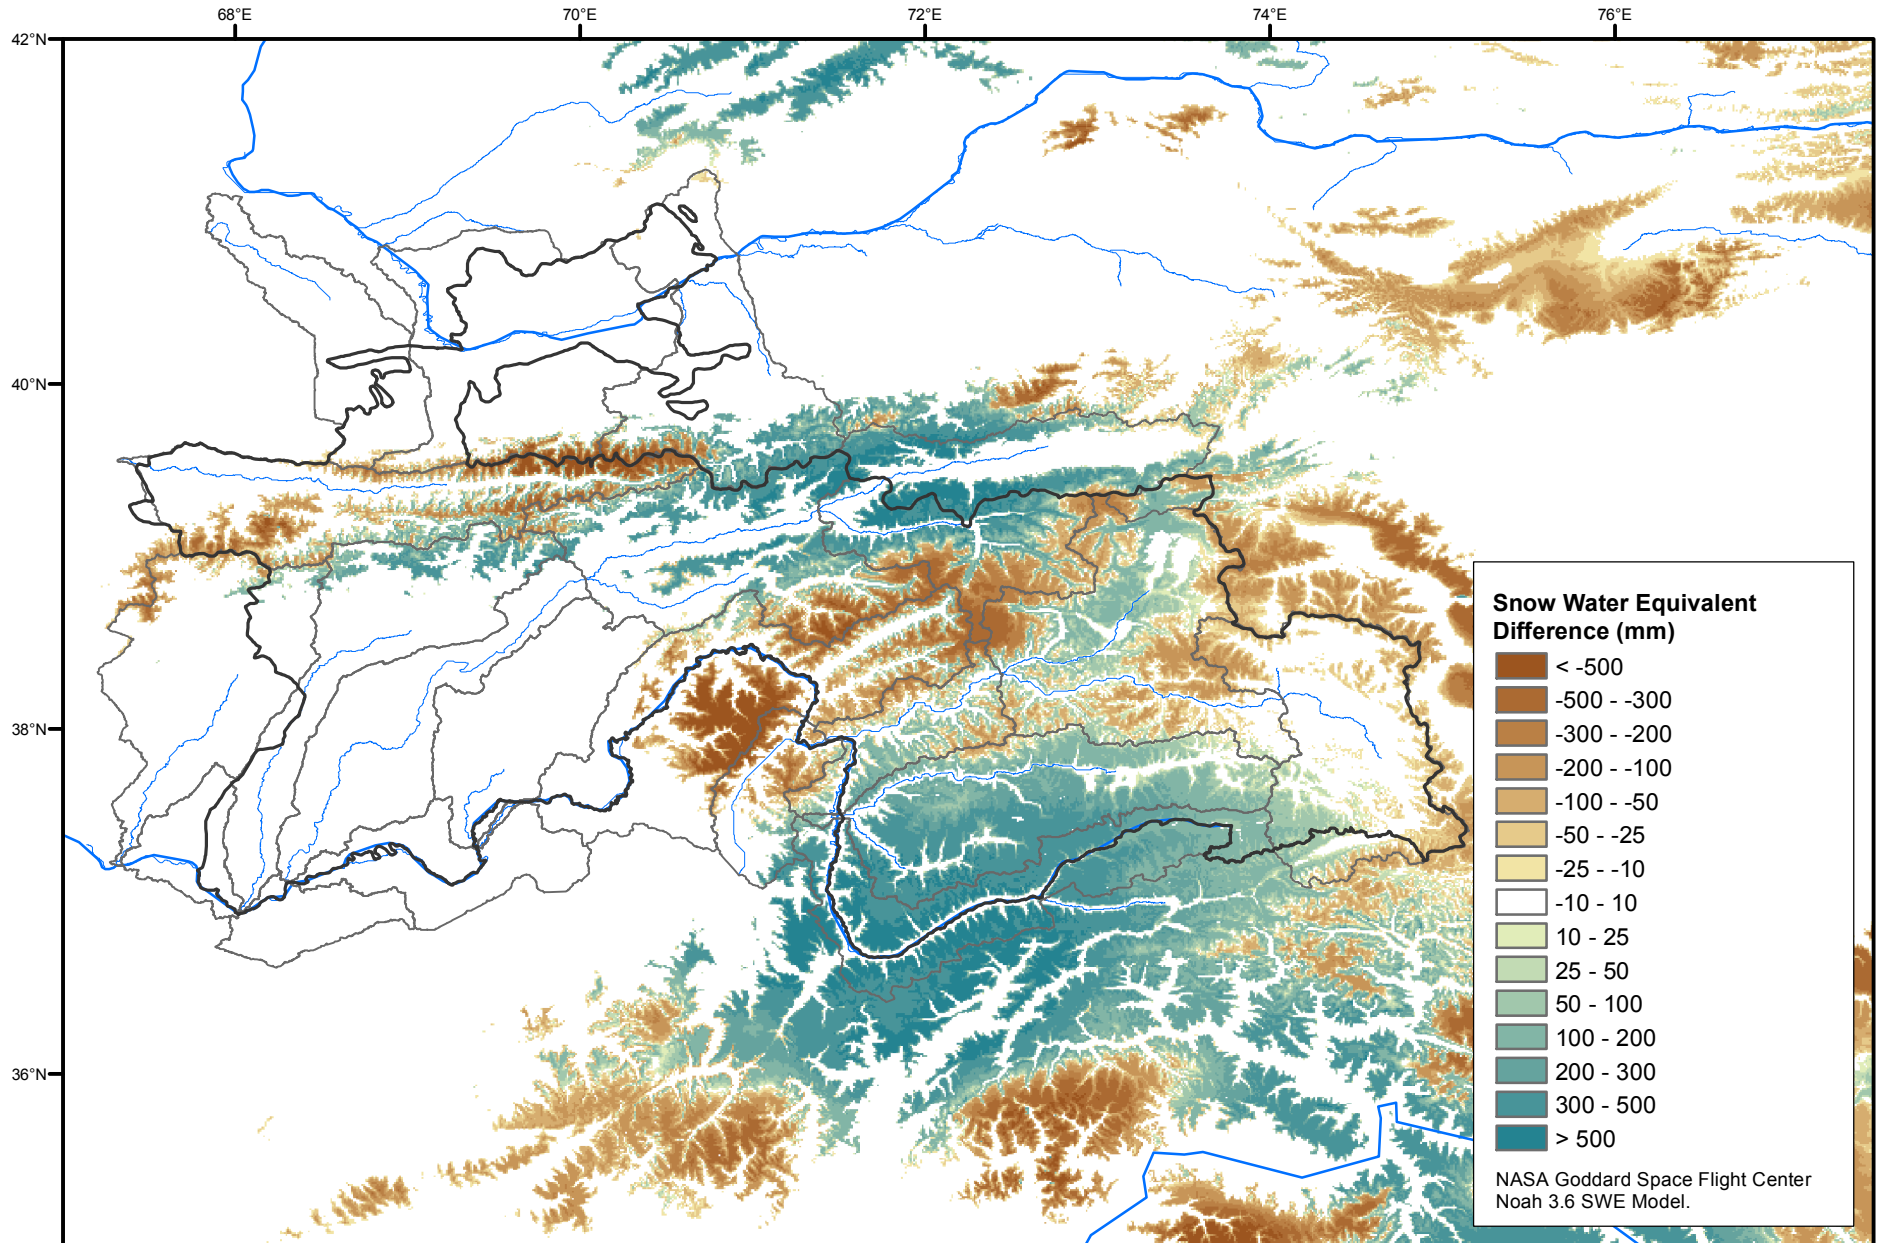 68°E
70°E
72°E
74°E
76°E
42°N
40°N
38°N
36°N
Snow Water Equivalent
Difference (mm)
< -500
-500 - -300
-300 - -200
-200 - -100
-100 - -50
-50 - -25
-25 - -10
-10 - 10
10 - 25
25 - 50
50 - 100
100 - 200
200 - 300
300 - 500
> 500
NASA Goddard Space Flight Center
Noah 3.6 SWE Model.